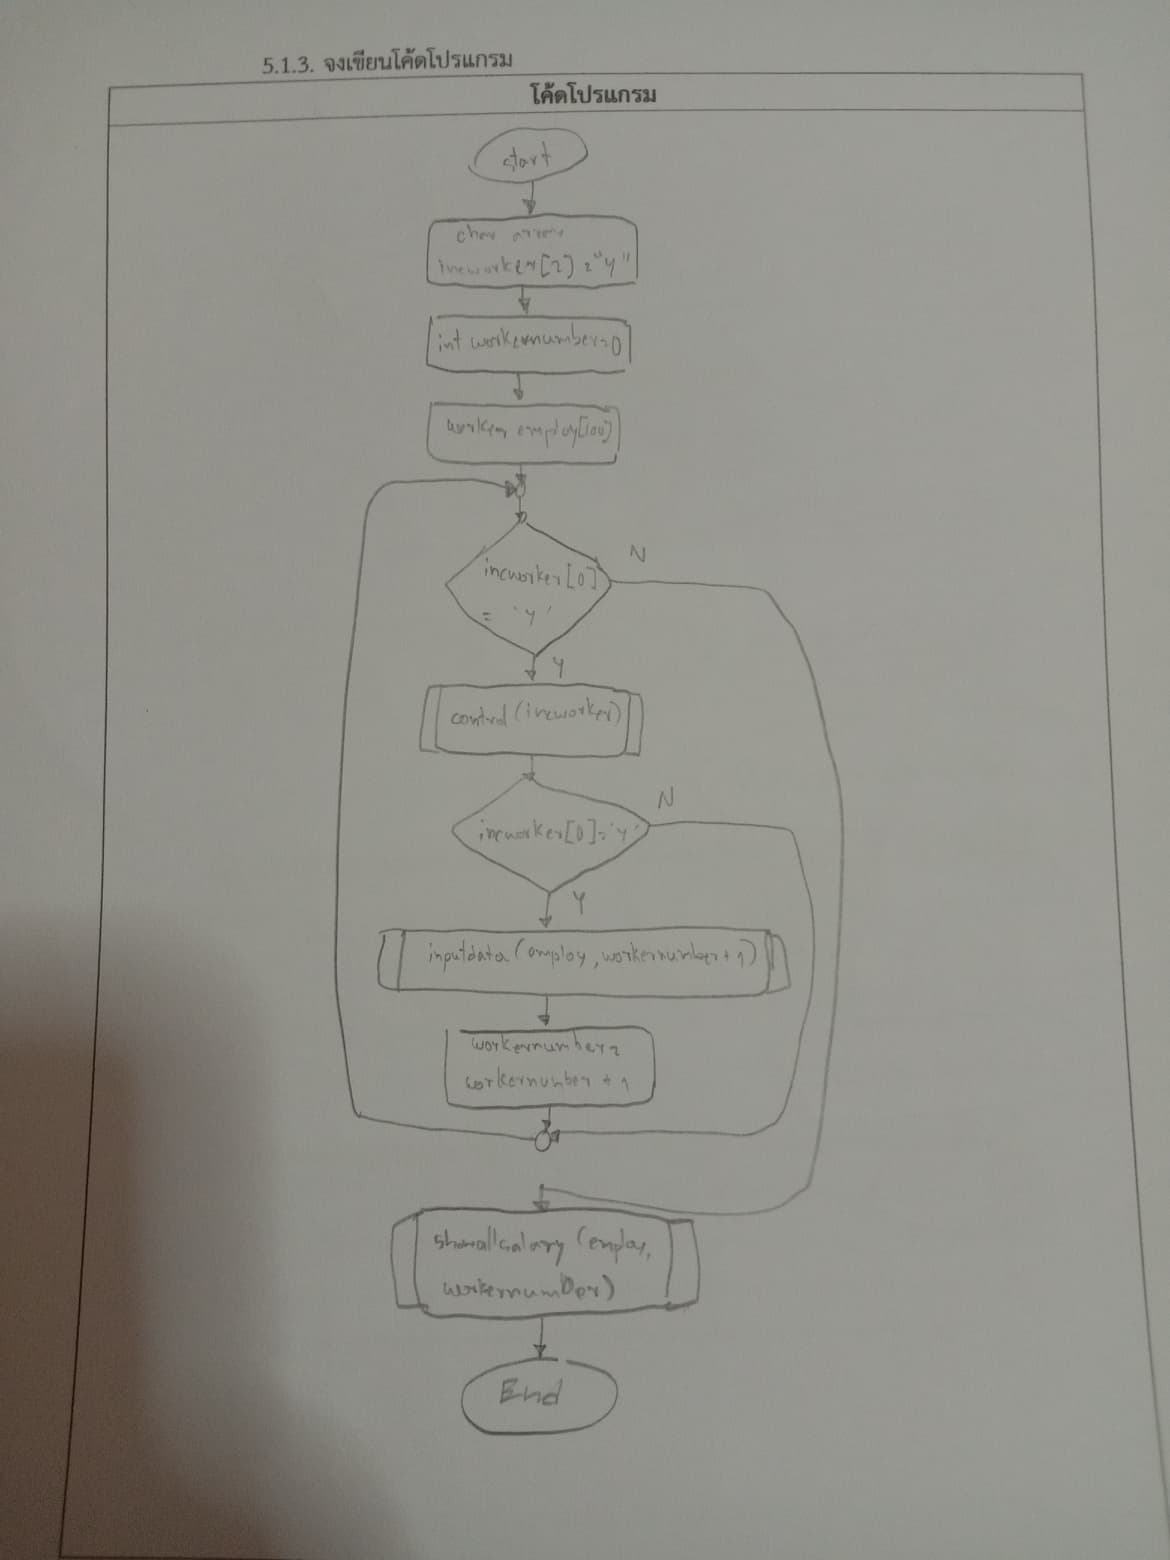 5.1.3. จงเขียนโค้ดโปรแกรม
โค้ดโปรแกรม
start
char array
incworker[2] = "y"
int workernumber=0
worker employ[100]
incworker[0]
= 'y'
N
Y
control(incworker)
incworker[0]='y'
N
Y
inputdata(employ,workernumber+1)
workernumber=
workernumber + 1
showallsalary (employ,
workernumber)
End